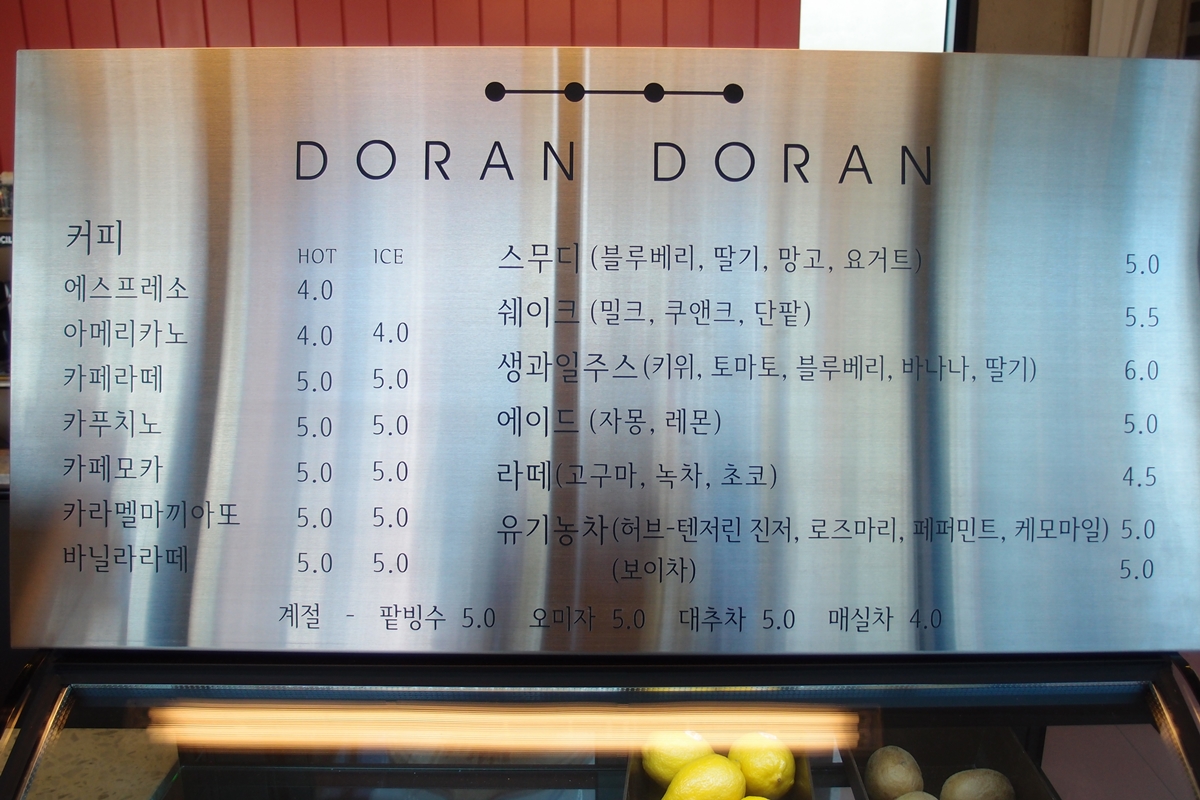 DORAN DORAN
커피
HOT ICE
에스프레소 4.0
아메리카노 4.0 4.0
카페라떼 5.0 5.0
카푸치노 5.0 5.0
카페모카 5.0 5.0
카라멜마끼아또 5.0 5.0
바닐라라떼 5.0 5.0
스무디 (블루베리, 딸기, 망고, 요거트) 5.0
쉐이크 (밀크, 쿠앤크, 단팥) 5.5
생과일주스(키위, 토마토, 블루베리, 바나나, 딸기) 6.0
에이드 (자몽, 레몬) 5.0
라떼(고구마, 녹차, 초코) 4.5
유기농차(허브-텐저린 진저, 로즈마리, 페퍼민트, 케모마일) 5.0
(보이차) 5.0
계절 - 팥빙수 5.0 오미자 5.0 대추차 5.0 매실차 4.0